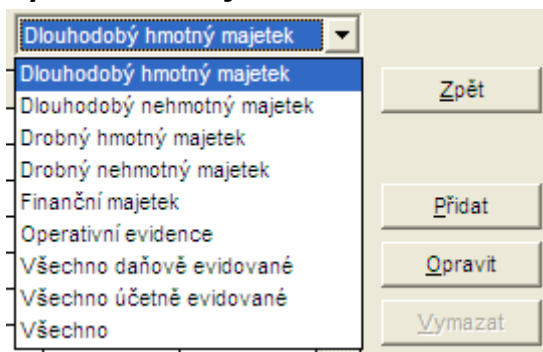 Dlouhodobý hmotný majetek
Dlouhodobý hmotný majetek
Dlouhodobý nehmotný majetek
Drobný hmotný majetek
Drobný nehmotný majetek
Finanční majetek
Operativní evidence
Všechno daňově evidované
Všechno účetně evidované
Všechno
Zpět
Přidat
Opravit
Vymazat